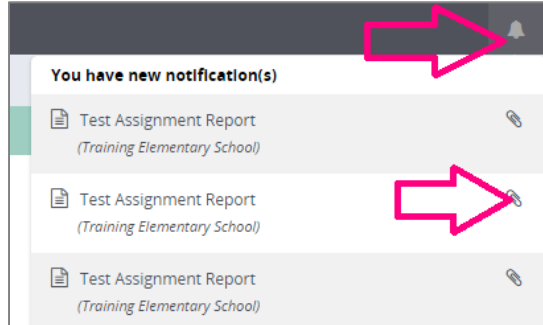 You have new notification(s)
Test Assignment Report
(Training Elementary School)
Test Assignment Report
(Training Elementary School)
Test Assignment Report
(Training Elementary School)